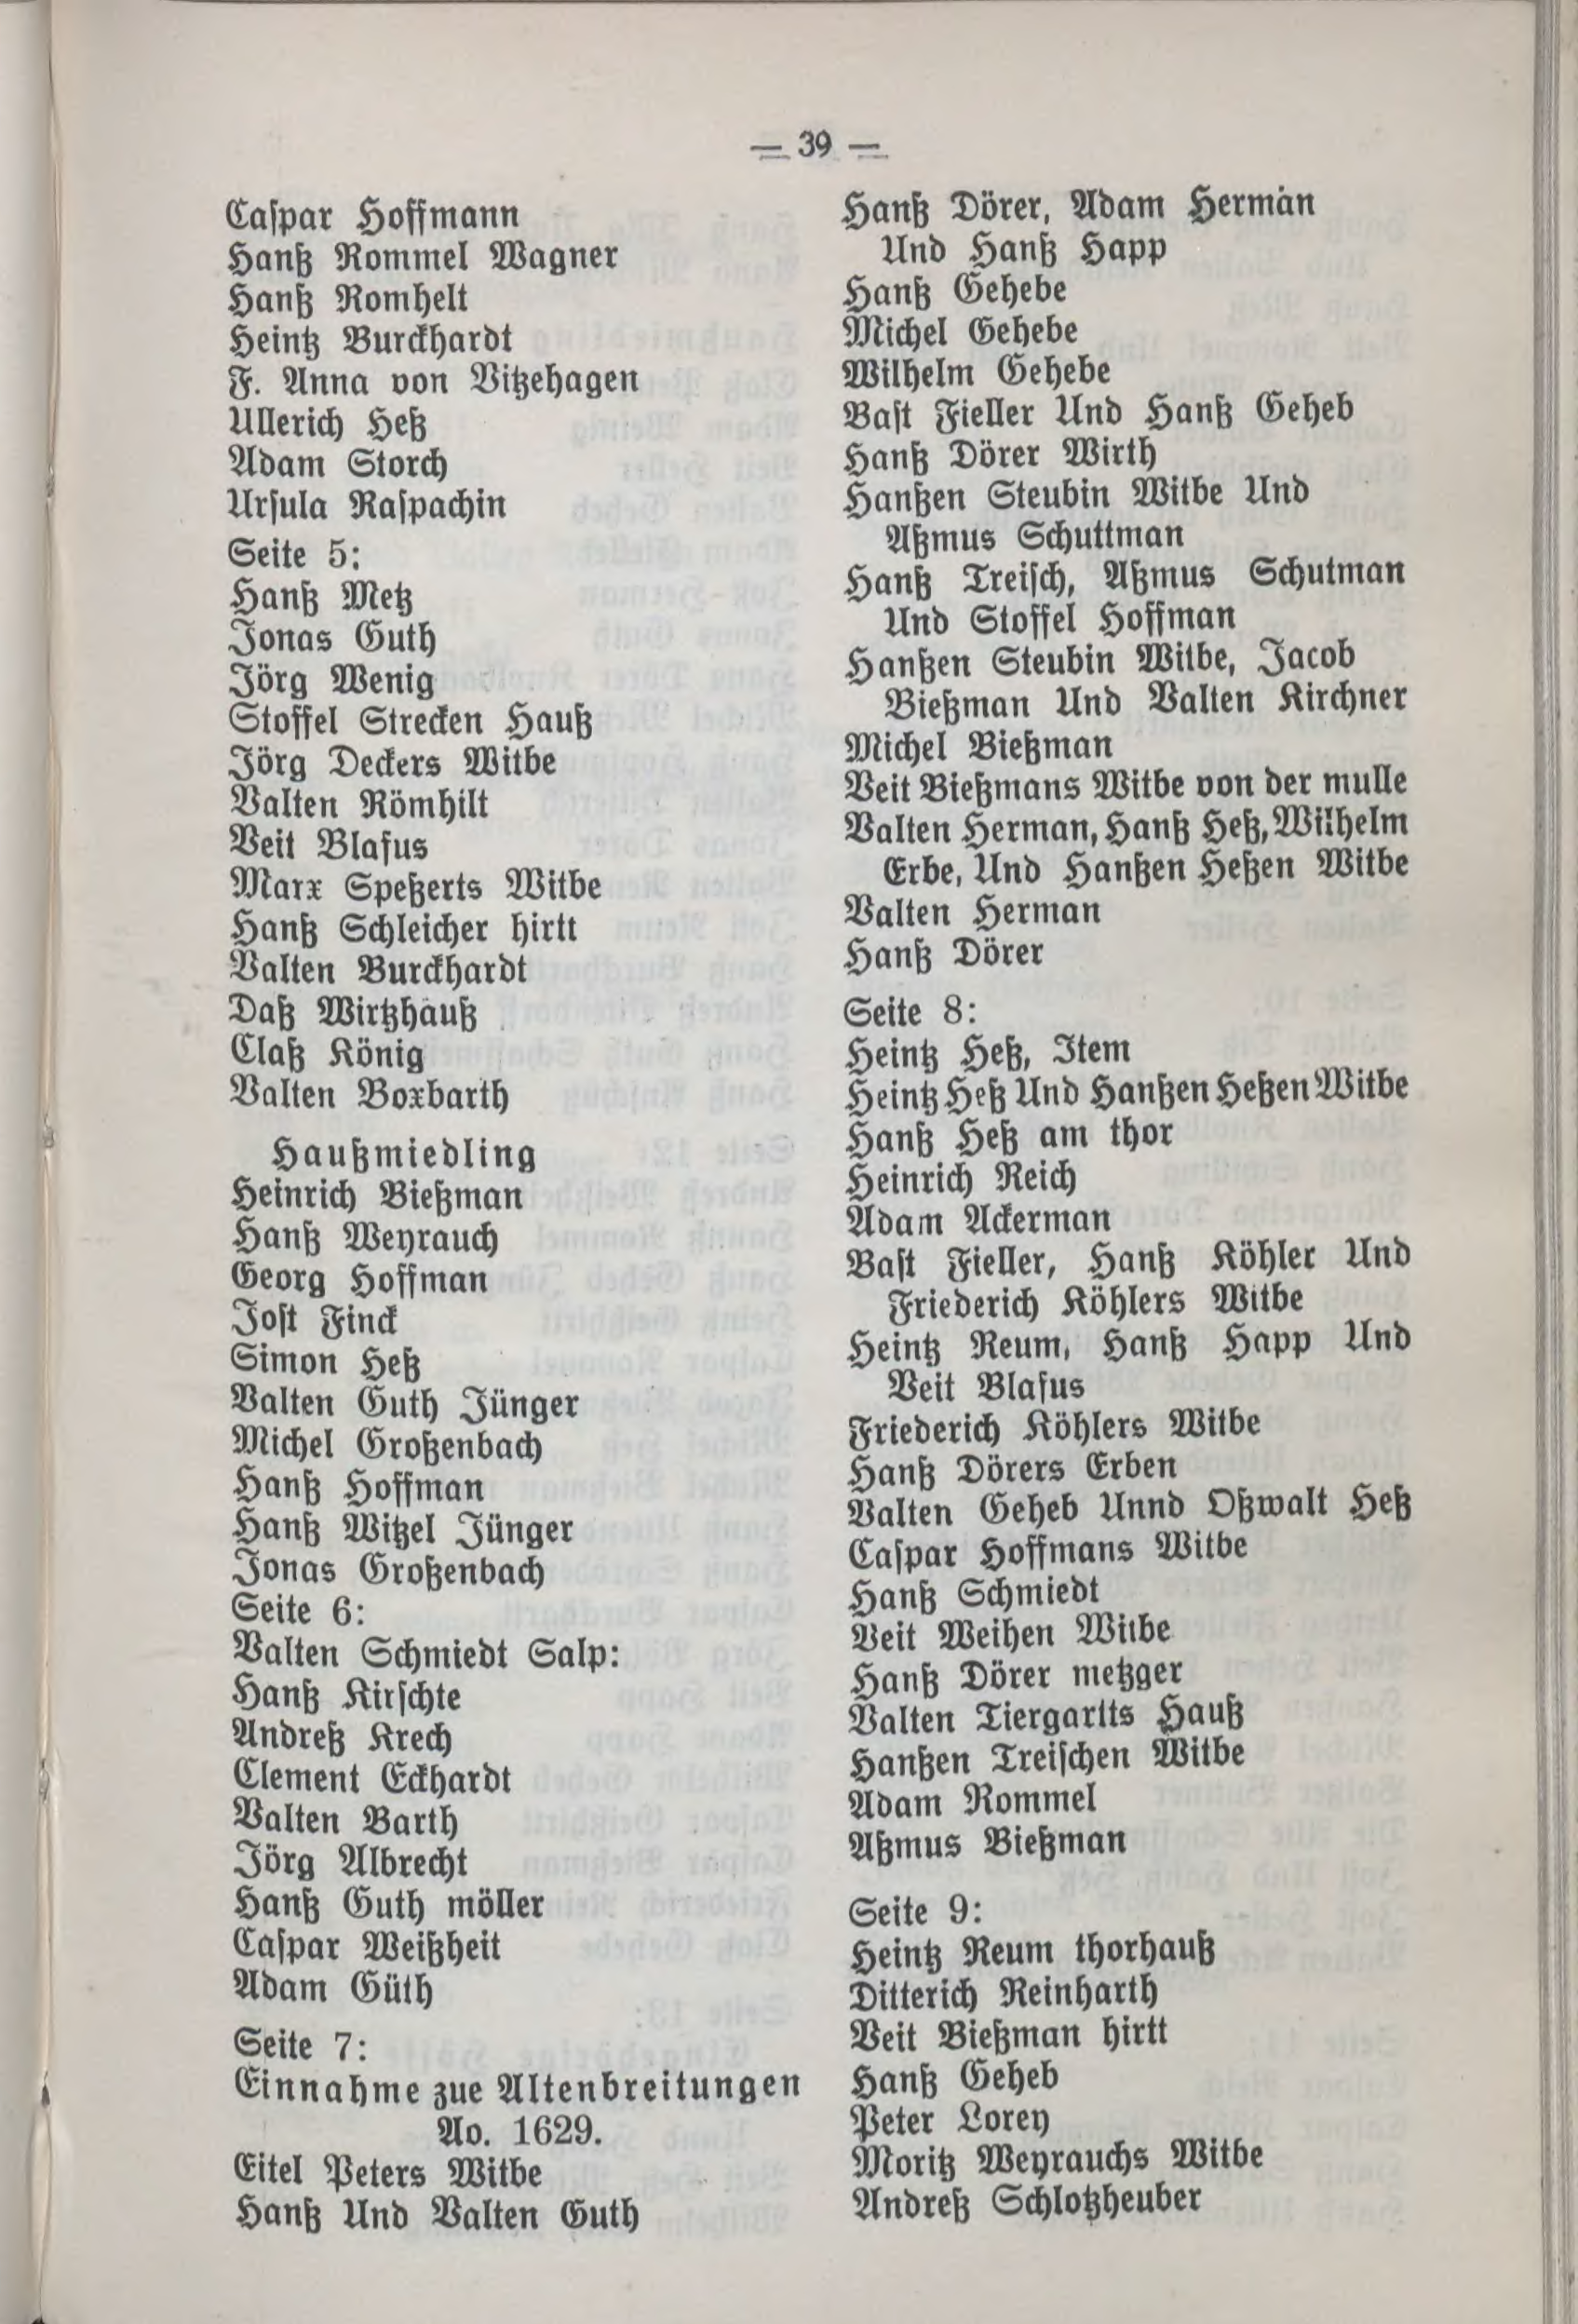 — 39 —
Caspar Hoffmann
Hanß Rommel Wagner
Hanß Romhelt
Heintz Burckhardt
F. Anna von Vitzehagen
Ullerich Heß
Adam Storch
Ursula Raspachin
Seite 5:
Hanß Metz
Jonas Guth
Jörg Wenig
Stoffel Strecken Hauß
Jörg Deckers Witbe
Valten Römhilt
Veit Blafus
Marx Speßerts Witbe
Hanß Schleicher hirtt
Valten Burckhardt
Daß Wirtzhauß
Claß König
Valten Boxbarth
Haußmiedling
Heinrich Bießman
Hanß Weyrauch
Georg Hoffman
Jost Finck
Simon Heß
Valten Guth Jünger
Michel Großenbach
Hanß Hoffman
Hanß Witzel Jünger
Jonas Großenbach
Seite 6:
Valten Schmiedt Salp:
Hanß Kirschte
Andreß Krech
Clement Eckhardt
Valten Barth
Jörg Albrecht
Hanß Guth möller
Caspar Weißheit
Adam Güth
Seite 7:
Einnahme zue Altenbreitungen
Ao. 1629.
Eitel Peters Witbe
Hanß Und Valten Guth
Hanß Dörer, Adam Herman
Und Hanß Happ
Hanß Gehebe
Michel Gehebe
Wilhelm Gehebe
Bast Fieller Und Hanß Geheb
Hanß Dörer Wirth
Hanßen Steubin Witbe Und
Aßmus Schuttman
Hanß Treisch, Aßmus Schutman
Und Stoffel Hoffman
Hanßen Steubin Witbe, Jacob
Bießman Und Valten Kirchner
Michel Bießman
Veit Bießmans Witbe von der mulle
Valten Herman, Hanß Heß, Wilhelm
Erbe, Und Hanßen Heßen Witbe
Valten Herman
Hanß Dörer
Seite 8:
Heintz Heß, Item
Heintz Heß Und Hanßen Heßen Witbe
Hanß Heß am thor
Heinrich Reich
Adam Ackerman
Bast Fieller, Hanß Köhler Und
Friederich Köhlers Witbe
Heintz Reum, Hanß Happ Und
Veit Blafus
Friederich Köhlers Witbe
Hanß Dörers Erben
Valten Geheb Unnd Oßwalt Heß
Caspar Hoffmans Witbe
Hanß Schmiedt
Veit Weihen Witbe
Hanß Dörer metzger
Valten Tiergartts Hauß
Hanßen Treischen Witbe
Adam Rommel
Aßmus Bießman
Seite 9:
Heintz Reum thorhauß
Ditterich Reinharth
Veit Bießman hirtt
Hanß Geheb
Peter Lorey
Moritz Weyrauchs Witbe
Andreß Schlotzheuber